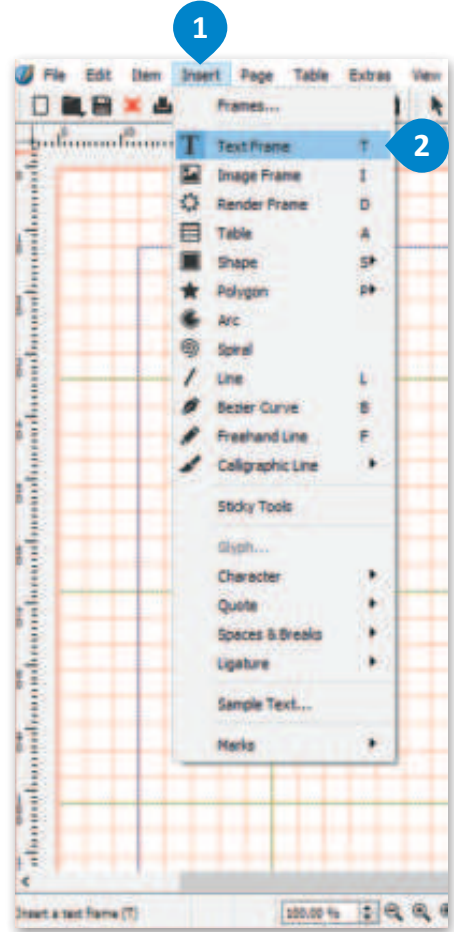 1
File Edit Item Insert Page Table Extras View
Frames...
Text Frame T
2
Image Frame I
Render Frame D
Table A
Shape S
Polygon P
Arc
Spiral
Line L
Bezier Curve B
Freehand Line F
Calligraphic Line
Sticky Tools
Glyph...
Character
Quote
Spaces & Breaks
Ligature
Sample Text...
Marks
Insert a text frame (T)
100.00 %